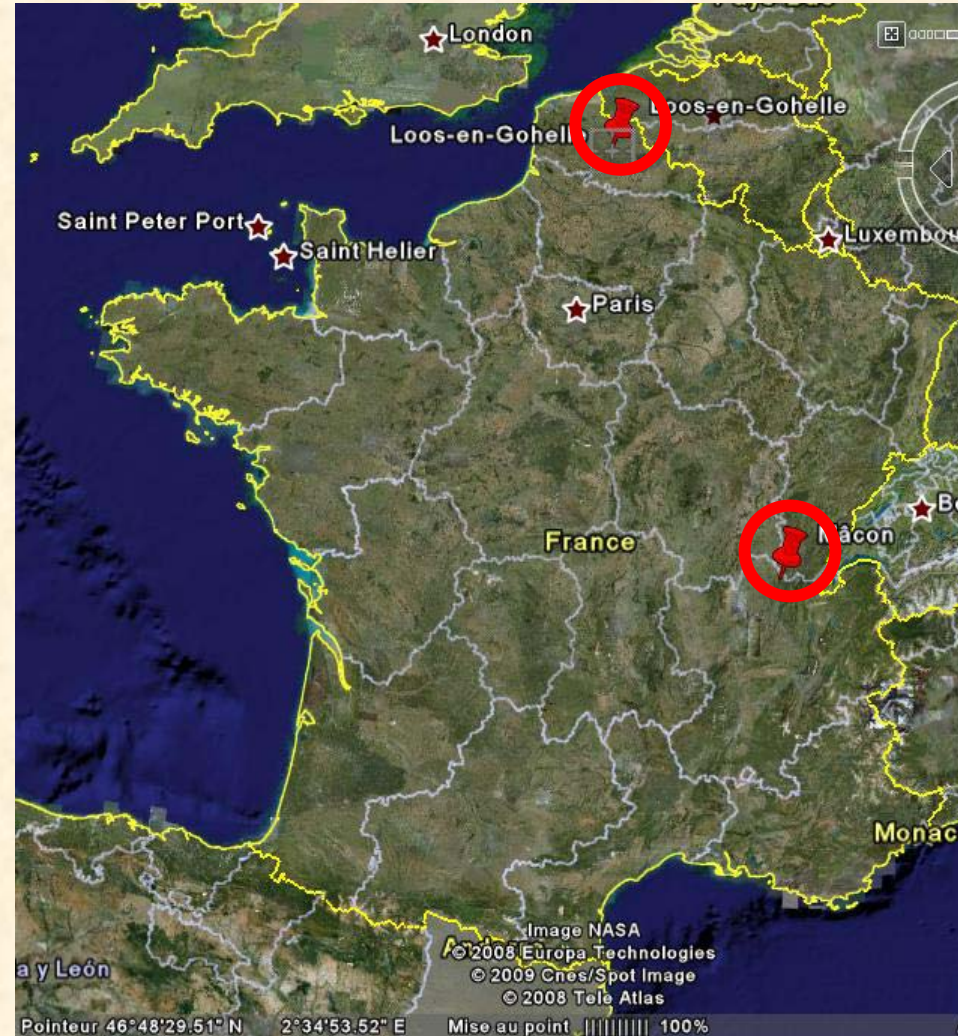 London
Loos-en-Gohelle
Loos-en-Gohelle
Saint Peter Port
Saint Helier
Luxembou
Paris
Be
Mâcon
France
Monac
Image NASA
© 2008 Europa Technologies
© 2009 Cnes/Spot Image
© 2008 Tele Atlas
a y León
Pointeur 46°48'29.51" N 2°34'53.52" E Mise au point |||||||||| 100%